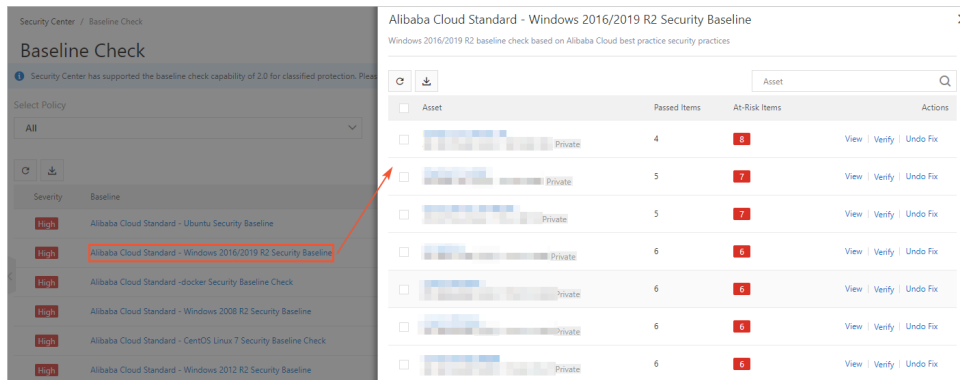 Security Center / Baseline Check
Baseline Check
Security Center has supported the baseline check capability of 2.0 for classified protection. Pleas
Select Policy
All
Severity Baseline
High Alibaba Cloud Standard - Ubuntu Security Baseline
High Alibaba Cloud Standard - Windows 2016/2019 R2 Security Baseline
High Alibaba Cloud Standard -docker Security Baseline Check
High Alibaba Cloud Standard - Windows 2008 R2 Security Baseline
High Alibaba Cloud Standard - CentOS Linux 7 Security Baseline Check
High Alibaba Cloud Standard - Windows 2012 R2 Security Baseline
Alibaba Cloud Standard - Windows 2016/2019 R2 Security Baseline
Windows 2016/2019 R2 baseline check based on Alibaba Cloud best practice security practices
Asset
Asset Passed Items At-Risk Items Actions
Private 4 8 View Verify Undo Fix
Private 5 7 View Verify Undo Fix
Private 5 7 View Verify Undo Fix
Private 6 6 View Verify Undo Fix
Private 6 6 View Verify Undo Fix
Private 6 6 View Verify Undo Fix
Private 6 6 View Verify Undo Fix